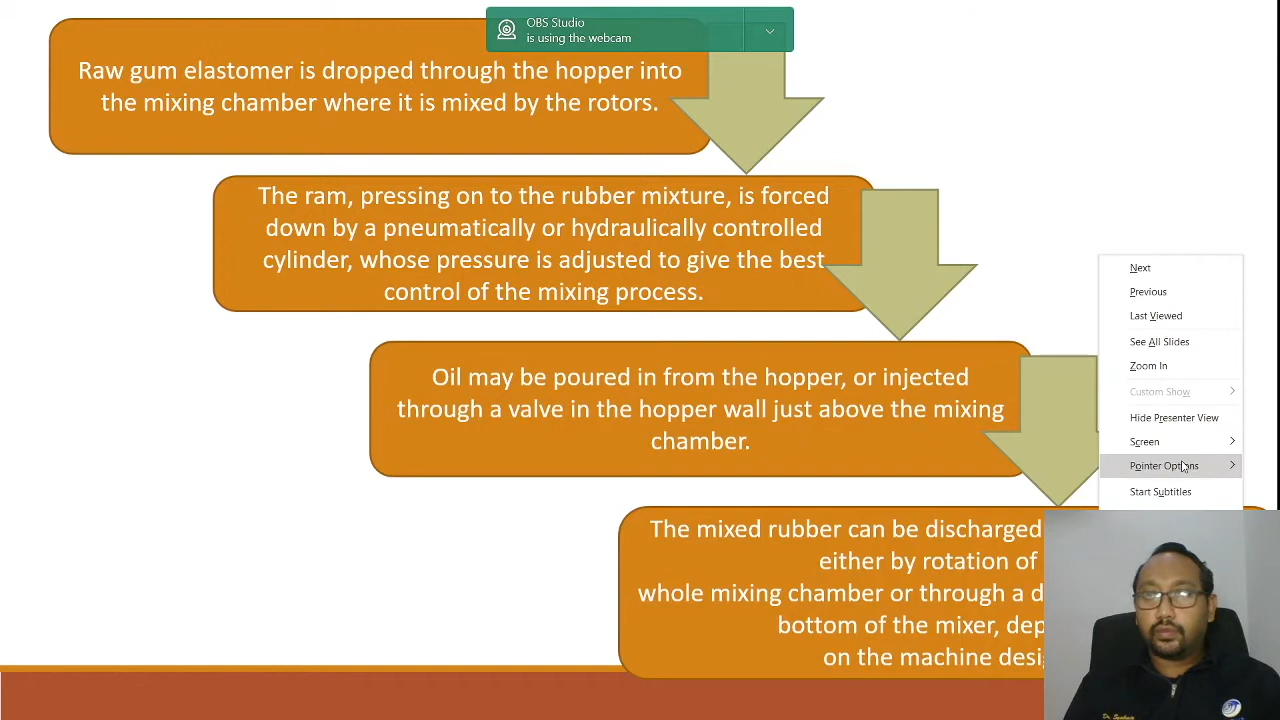 OBS Studio
is using the webcam
Raw gum elastomer is dropped through the hopper into
the mixing chamber where it is mixed by the rotors.
The ram, pressing on to the rubber mixture, is forced
down by a pneumatically or hydraulically controlled
cylinder, whose pressure is adjusted to give the best
control of the mixing process.
Oil may be poured in from the hopper, or injected
through a valve in the hopper wall just above the mixing
chamber.
The mixed rubber can be discharged
either by rotation of
whole mixing chamber or through a
bottom of the mixer,
on the machine
Next
Previous
Last Viewed
See All Slides
Zoom In
Custom Show
Hide Presenter View
Screen
Pointer Options
Start Subtitles